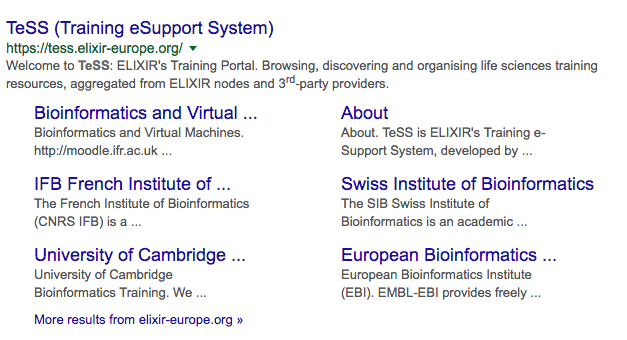 TeSS (Training eSupport System)
https://tess.elixir-europe.org/
Welcome to TeSS: ELIXIR's Training Portal. Browsing, discovering and organising life sciences training
resources, aggregated from ELIXIR nodes and 3rd-party providers.
Bioinformatics and Virtual ...
Bioinformatics and Virtual Machines.
http://moodle.ifr.ac.uk ...
About
About. TeSS is ELIXIR's Training e-
Support System, developed by ...
IFB French Institute of ...
The French Institute of Bioinformatics
(CNRS IFB) is a ...
Swiss Institute of Bioinformatics
The SIB Swiss Institute of
Bioinformatics is an academic ...
University of Cambridge ...
University of Cambridge
Bioinformatics Training. We ...
European Bioinformatics ...
European Bioinformatics Institute
(EBI). EMBL-EBI provides freely ...
More results from elixir-europe.org »